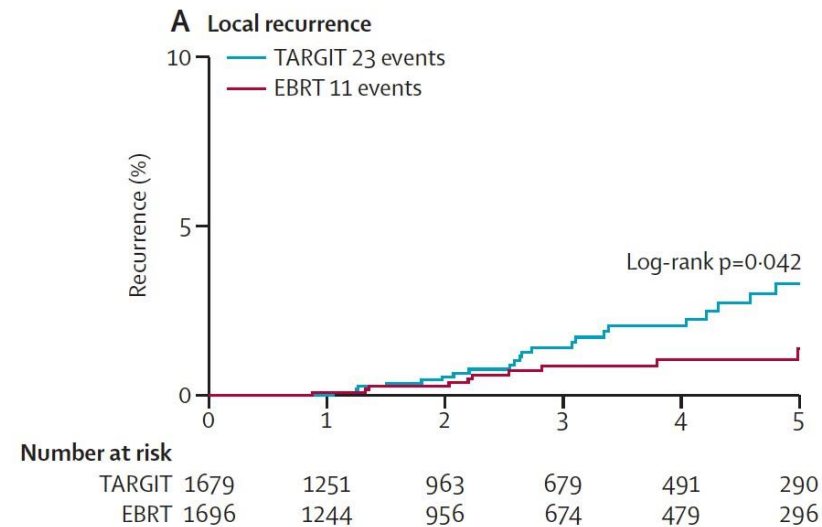 A Local recurrence
10
TARGIT 23 events
EBRT 11 events
Recurrence (%)
5
Log-rank p=0·042
0
0 1 2 3 4 5
Number at risk
TARGIT 1679 1251 963 679 491 290
EBRT 1696 1244 956 674 479 296